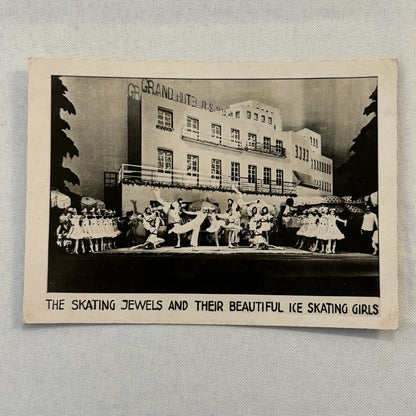 GRAND HOTEL
THE SKATING JEWELS AND THEIR BEAUTIFUL ICE SKATING GIRLS